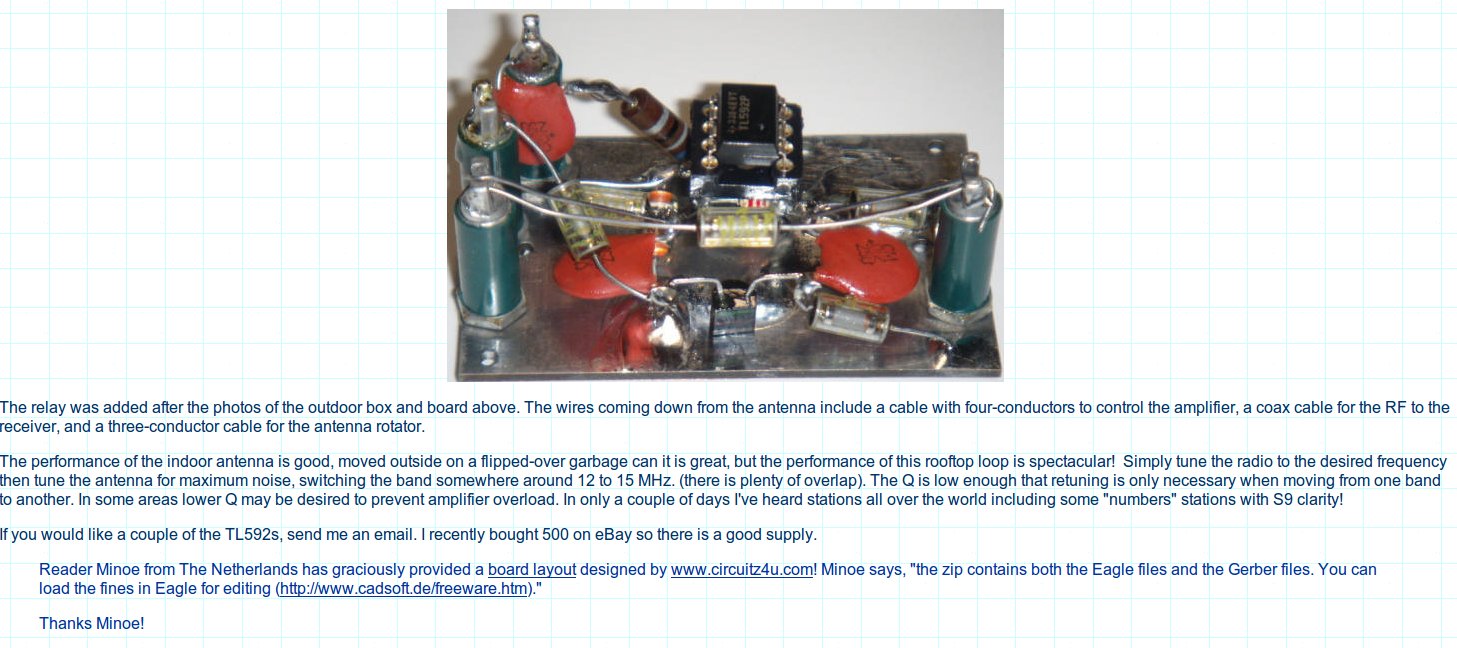 TL592P
The relay was added after the photos of the outdoor box and board above. The wires coming down from the antenna include a cable with four-conductors to control the amplifier, a coax cable for the RF to the
receiver, and a three-conductor cable for the antenna rotator.
The performance of the indoor antenna is good, moved outside on a flipped-over garbage can it is great, but the performance of this rooftop loop is spectacular! Simply tune the radio to the desired frequency
then tune the antenna for maximum noise, switching the band somewhere around 12 to 15 MHz. (there is plenty of overlap). The Q is low enough that retuning is only necessary when moving from one band
to another. In some areas lower Q may be desired to prevent amplifier overload. In only a couple of days I've heard stations all over the world including some "numbers" stations with S9 clarity!
If you would like a couple of the TL592s, send me an email. I recently bought 500 on eBay so there is a good supply.
Reader Minoe from The Netherlands has graciously provided a board layout designed by www.circuitz4u.com! Minoe says, "the zip contains both the Eagle files and the Gerber files. You can
load the fines in Eagle for editing (http://www.cadsoft.de/freeware.htm)."
Thanks Minoe!